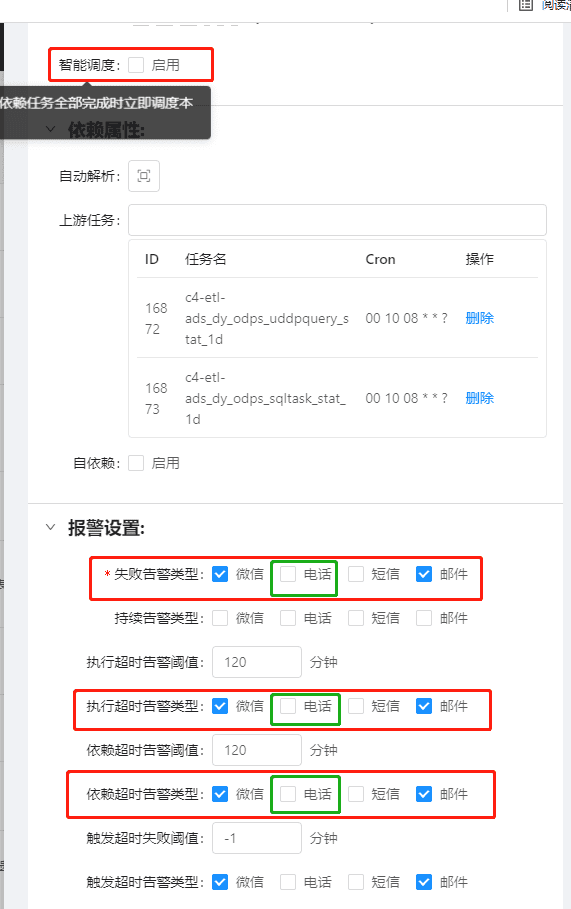 阅读
智能调度: 启用
依赖任务全部完成时立即调度本
依赖属性:
自动解析:
上游任务:
ID 任务名 Cron 操作
168
72
c4-etl-
ads_dy_odps_uddpquery_s
tat_1d
00 10 08 * * ? 删除
168
73
c4-etl-
ads_dy_odps_sqltask_stat_
1d
00 10 08 * * ? 删除
自依赖: 启用
报警设置:
* 失败告警类型: 微信 电话 短信 邮件
持续告警类型: 微信 电话 短信 邮件
执行超时告警阈值: 120 分钟
执行超时告警类型: 微信 电话 短信 邮件
依赖超时告警阈值: 120 分钟
依赖超时告警类型: 微信 电话 短信 邮件
触发超时失败阈值: -1 分钟
触发超时告警类型: 微信 电话 短信 邮件